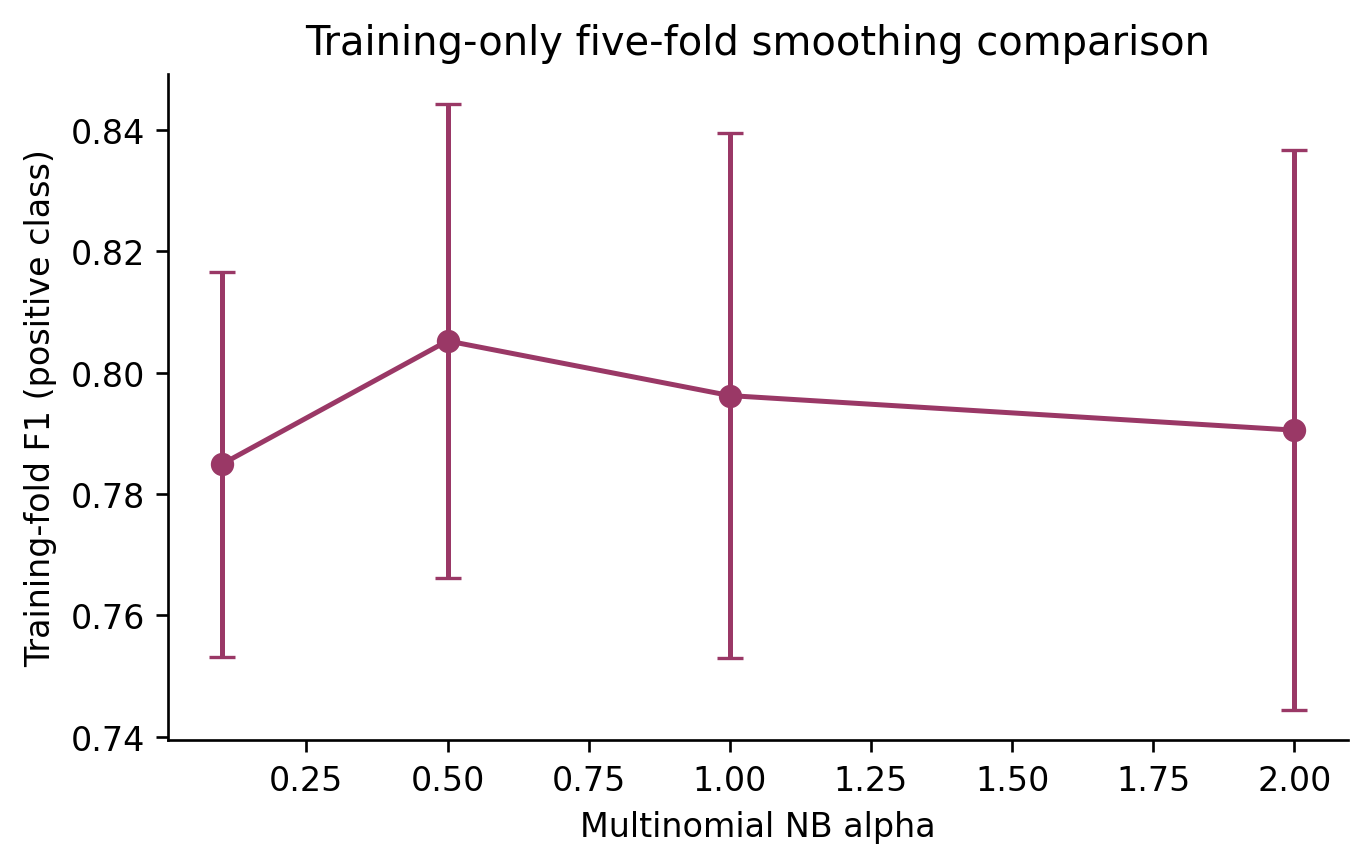 Training-only five-fold smoothing comparison
Training-fold F1 (positive class)
0.84
0.82
0.80
0.78
0.76
0.74
0.25 0.50 0.75 1.00 1.25 1.50 1.75 2.00
Multinomial NB alpha